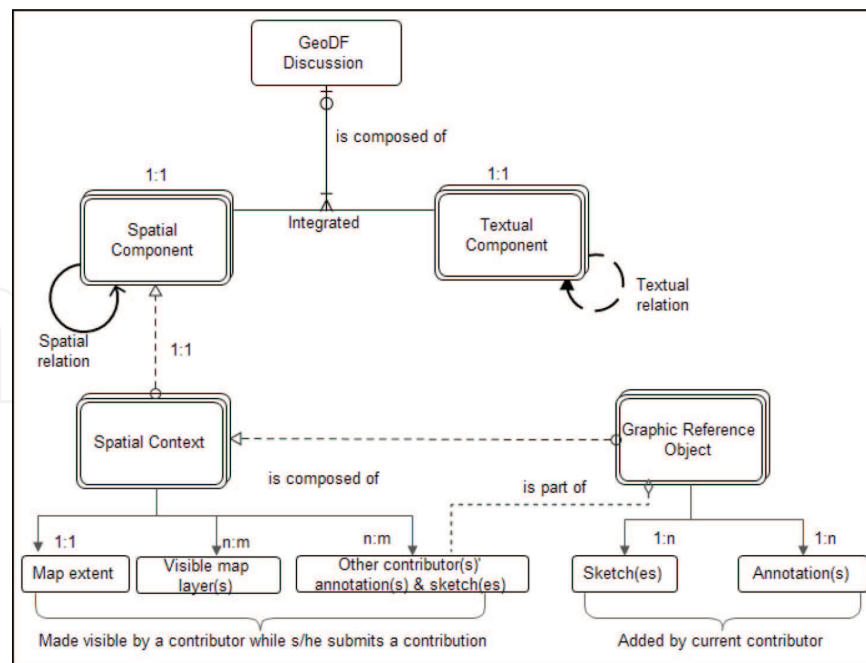 GeoDF
Discussion
is composed of
1:1
1:1
Integrated
Spatial
Component
Textual
Component
Spatial
relation
Textual
relation
1:1
Spatial Context
Graphic Reference
Object
is composed of
is part of
1:1
n:m
n:m
1:n
1:n
Map extent
Visible map
layer(s)
Other contributor(s)'
annotation(s) & sketch(es)
Sketch(es)
Annotation(s)
Made visible by a contributor while s/he submits a contribution
Added by current contributor